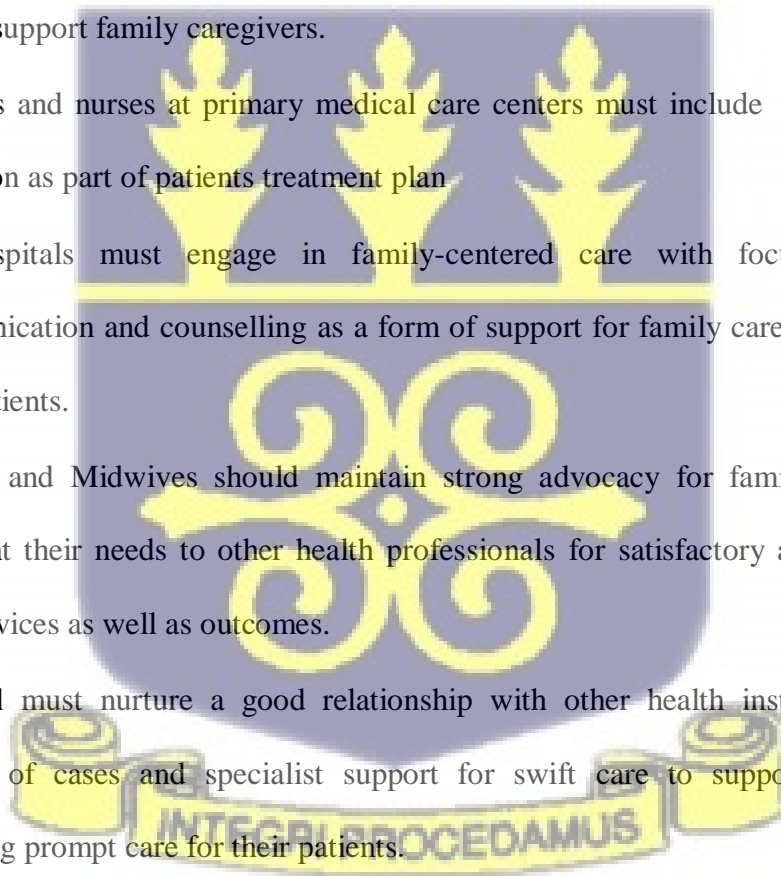 support family caregivers.
s and nurses at primary medical care centers must include
on as part of patients treatment plan
spitals must engage in family-centered care with focu
nication and counselling as a form of support for family care
tients.
and Midwives should maintain strong advocacy for fami
nt their needs to other health professionals for satisfactory a
vices as well as outcomes.
l must nurture a good relationship with other health inst
of cases and specialist support for swift care to suppo
INTEGRI PROCEDAMUS
g prompt care for their patients.